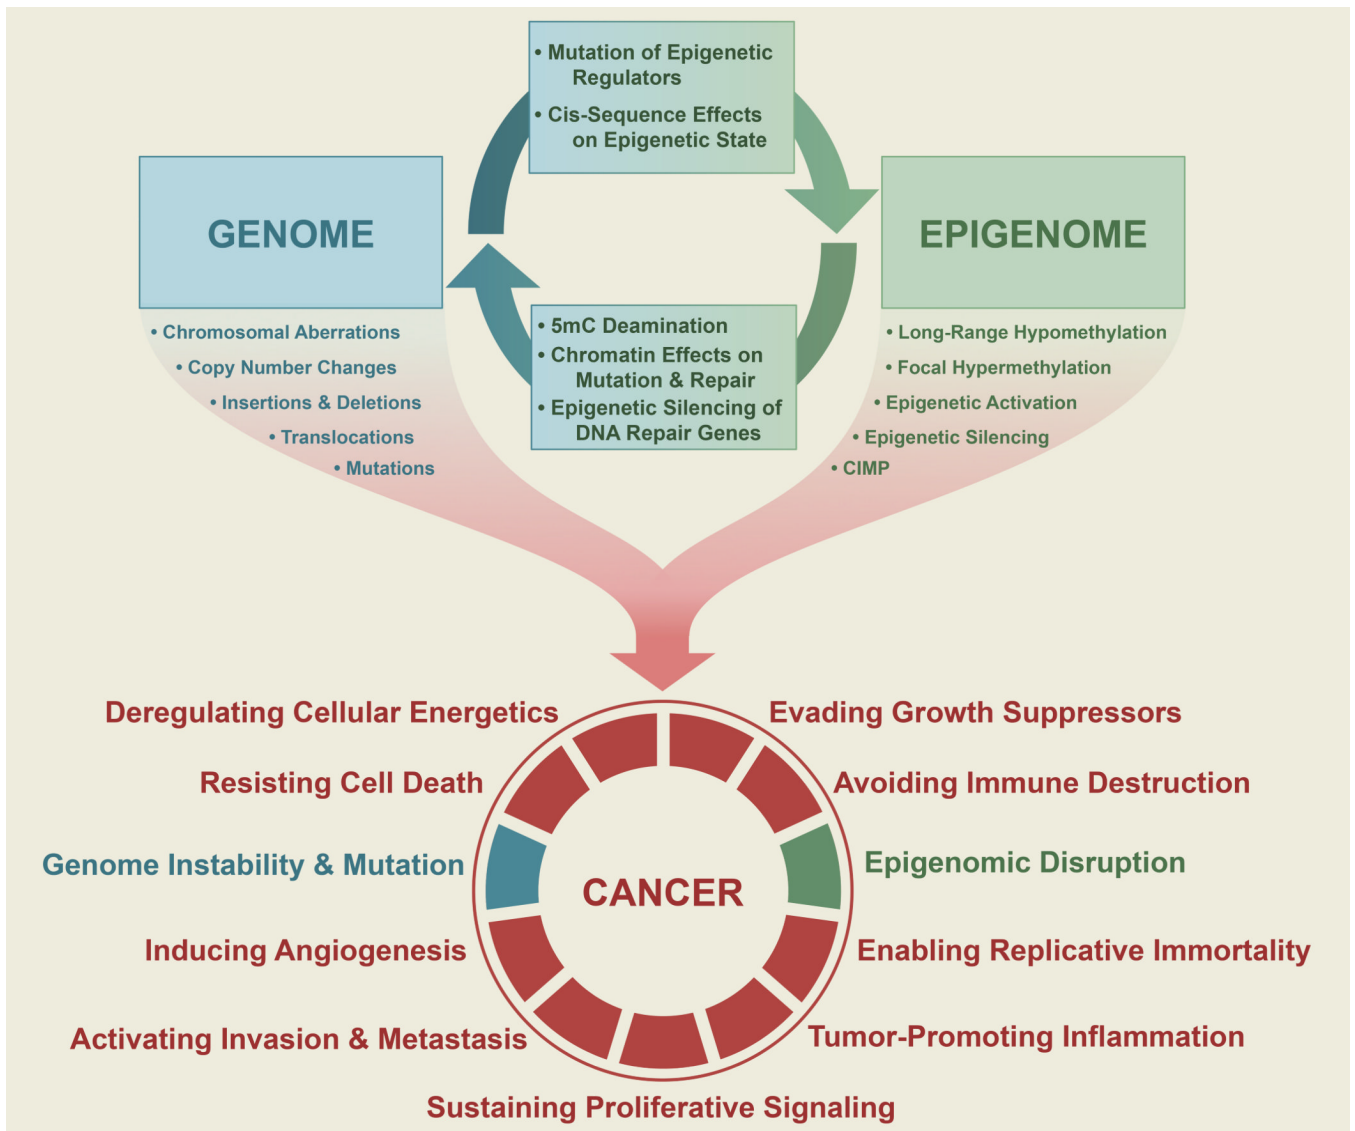 • Mutation of Epigenetic
Regulators
• Cis-Sequence Effects
on Epigenetic State
GENOME
EPIGENOME
• Chromosomal Aberrations
• Copy Number Changes
• Insertions & Deletions
• Translocations
• Mutations
• 5mC Deamination
• Chromatin Effects on
Mutation & Repair
• Epigenetic Silencing of
DNA Repair Genes
• Long-Range Hypomethylation
• Focal Hypermethylation
• Epigenetic Activation
• Epigenetic Silencing
• CIMP
Deregulating Cellular Energetics
Evading Growth Suppressors
Resisting Cell Death
Avoiding Immune Destruction
Genome Instability & Mutation
Epigenomic Disruption
CANCER
Inducing Angiogenesis
Enabling Replicative Immortality
Activating Invasion & Metastasis
Tumor-Promoting Inflammation
Sustaining Proliferative Signaling